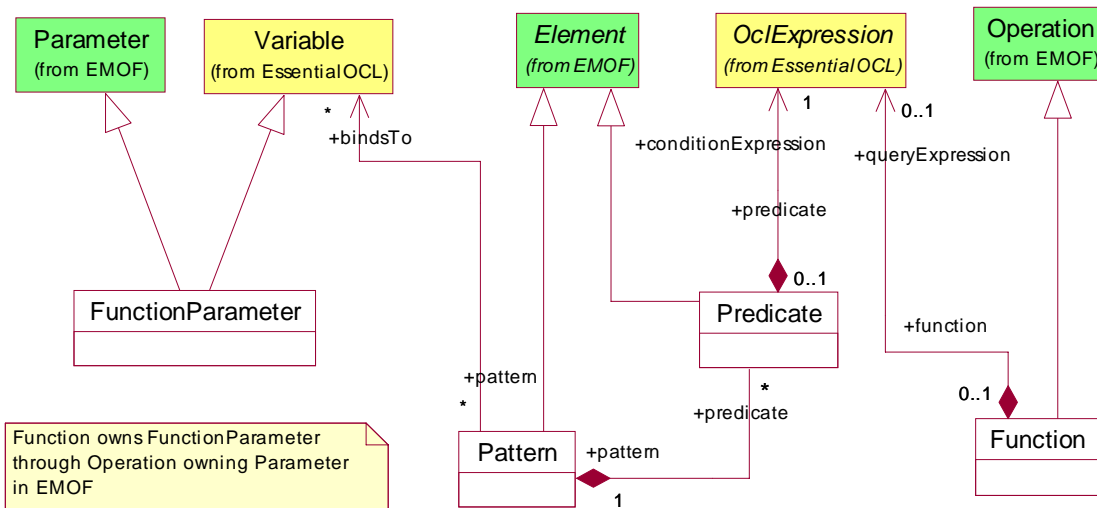 Parameter
(from EMOF)
Variable
(from EssentialOCL)
Element
(from EMOF)
OclExpression
(from EssentialOCL)
Operation
(from EMOF)
*
+bindsTo
1
+conditionExpression
0..1
+queryExpression
+predicate
0..1
FunctionParameter
Predicate
+function
+pattern
*
*
+predicate
0..1
Function owns FunctionParameter
through Operation owning Parameter
in EMOF
Pattern
+pattern
1
Function